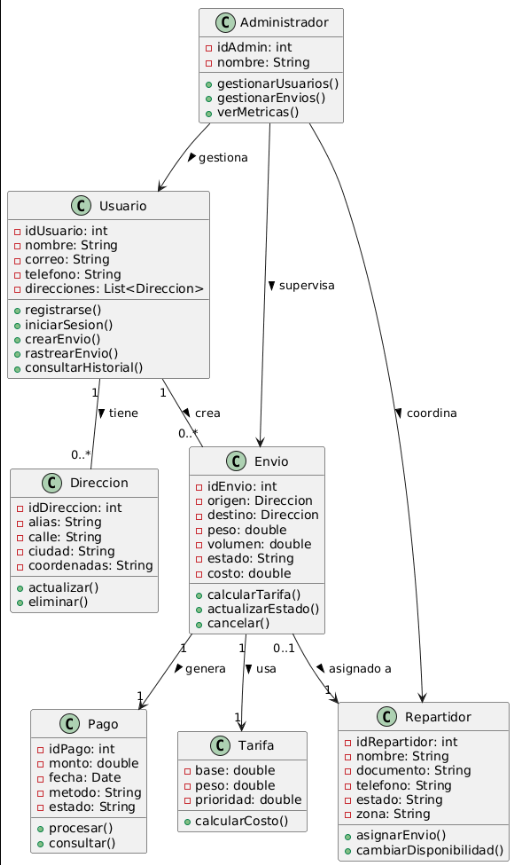 C Administrador
idAdmin: int
nombre: String
gestionarUsuarios()
gestionarEnvios()
verMetricas()
gestiona
C Usuario
idUsuario: int
nombre: String
correo: String
telefono: String
direcciones: List<Direccion>
registrarse()
iniciarSesion()
crearEnvio()
rastrearEnvio()
consultarHistorial()
supervisa
coordina
1
tiene
0..*
1
crea
0..*
C Direccion
idDireccion: int
alias: String
calle: String
ciudad: String
coordenadas: String
actualizar()
eliminar()
C Envio
idEnvio: int
origen: Direccion
destino: Direccion
peso: double
volumen: double
estado: String
costo: double
calcularTarifa()
actualizarEstado()
cancelar()
1
genera
1
1
usa
1
0..1
asignado a
1
C Pago
idPago: int
monto: double
fecha: Date
metodo: String
estado: String
procesar()
consultar()
C Tarifa
base: double
peso: double
prioridad: double
calcularCosto()
C Repartidor
idRepartidor: int
nombre: String
documento: String
telefono: String
estado: String
zona: String
asignarEnvio()
cambiarDisponibilidad()